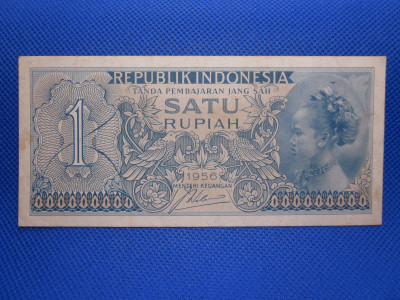 REPUBLIK INDONESIA
TANDA PEMBAJARAN JANG SAH
1
SATU
RUPIAH
1956
MENTERI KEUANGAN